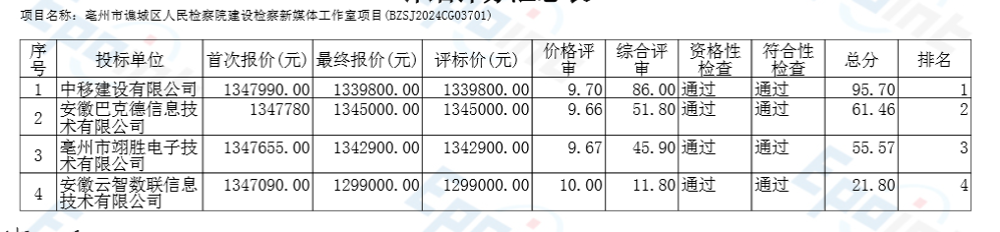 项目名称：亳州市谯城区人民检察院建设检察新媒体工作室项目(BZSJ2024CG03701)
序号 投标单位 首次报价(元) 最终报价(元) 评标价(元) 价格评审 综合评审 资格性检查 符合性检查 总分 排名
1 中移建设有限公司 1347990.00 1339800.00 1339800.00 9.70 86.00 通过 通过 95.70 1
2 安徽巴克德信息技术有限公司 1347780 1345000.00 1345000.00 9.66 51.80 通过 通过 61.46 2
3 亳州市翊胜电子技术有限公司 1347655.00 1342900.00 1342900.00 9.67 45.90 通过 通过 55.57 3
4 安徽云智数联信息技术有限公司 1347090.00 1299000.00 1299000.00 10.00 11.80 通过 通过 21.80 4